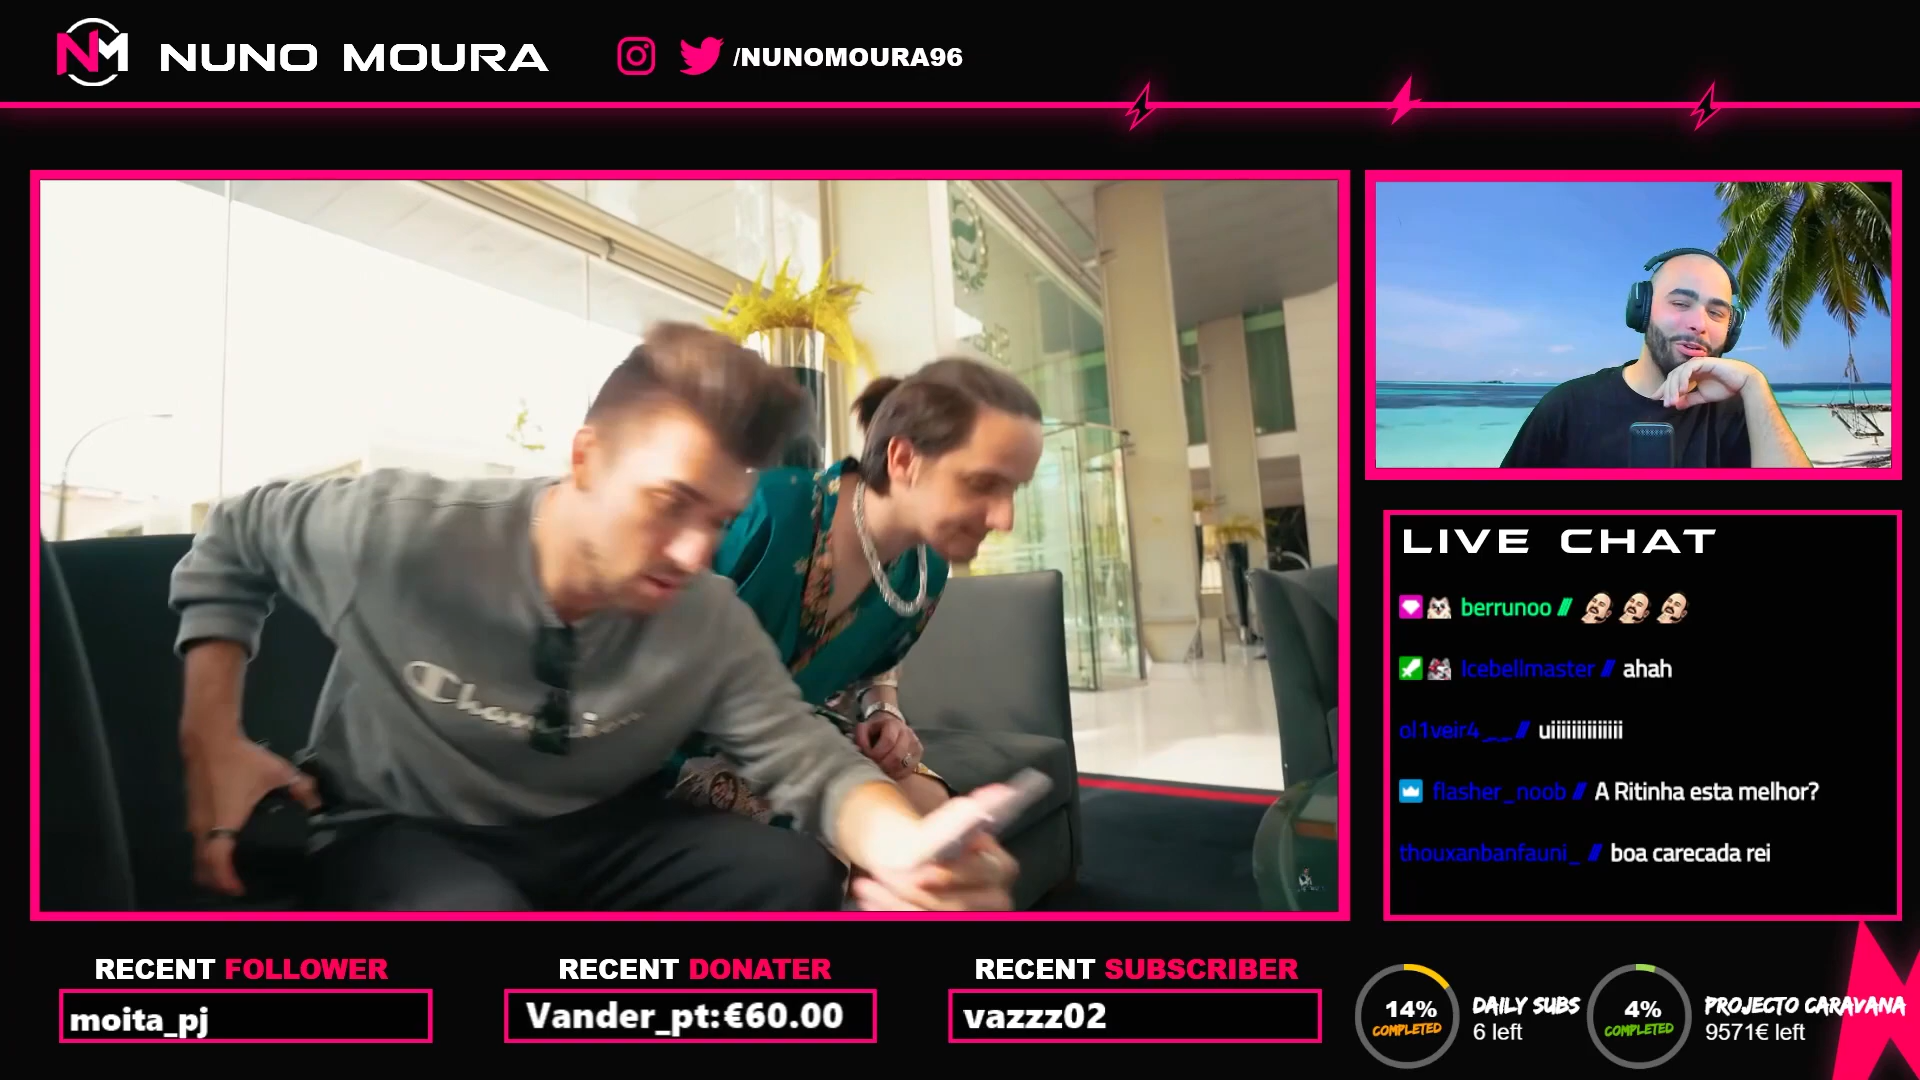 NM NUNO MOURA /NUNOMOURA96
Champion
LIVE CHAT
berrunoo //
Icebellmaster // ahah
ol1veir4__ // uiiiiiiiiiiiiii
flasher_noob // A Ritinha esta melhor?
thouxanbanfauni_ // boa carecada rei
RECENT FOLLOWER
moita_pj
RECENT DONATER
Vander_pt:€60.00
RECENT SUBSCRIBER
vazzz02
14%
COMPLETED
DAILY SUBS
6 left
4%
COMPLETED
PROJECTO CARAVANA
9571€ left